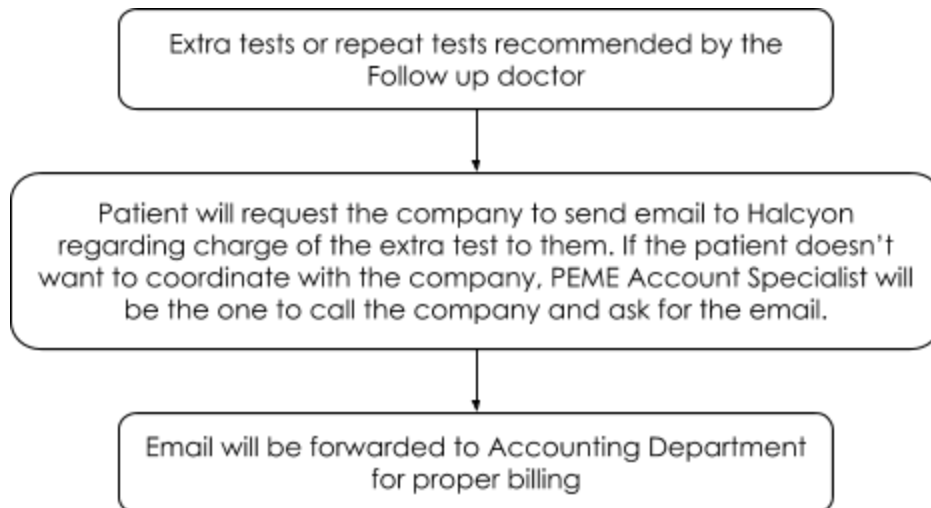 Extra tests or repeat tests recommended by the
Follow up doctor
Patient will request the company to send email to Halcyon
regarding charge of the extra test to them. If the patient doesn't
want to coordinate with the company, PEME Account Specialist will
be the one to call the company and ask for the email.
Email will be forwarded to Accounting Department
for proper billing